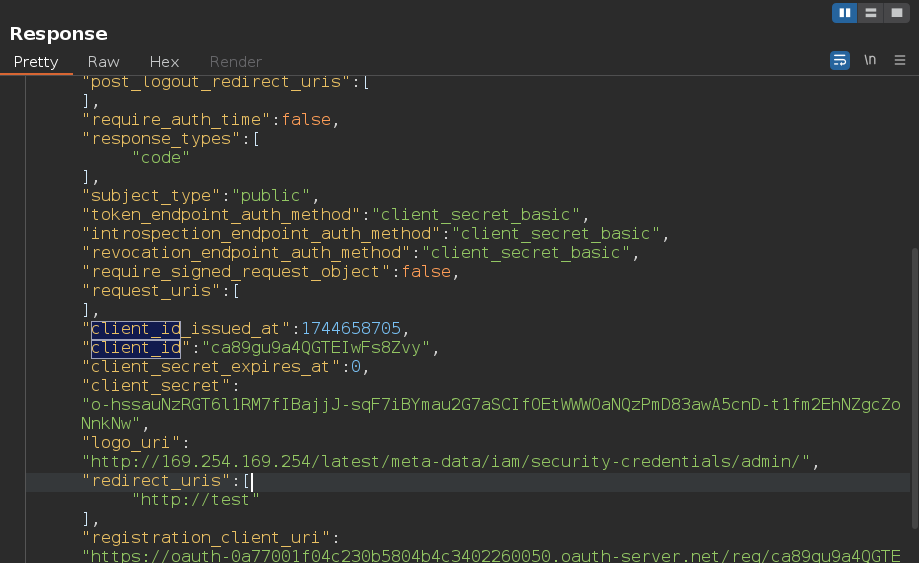 Response
Pretty Raw Hex Render \n
"post_logout_redirect_uris":[
],
"require_auth_time":false,
"response_types":[
"code"
],
"subject_type":"public",
"token_endpoint_auth_method":"client_secret_basic",
"introspection_endpoint_auth_method":"client_secret_basic",
"revocation_endpoint_auth_method":"client_secret_basic",
"require_signed_request_object":false,
"request_uris":[
],
"client_id_issued_at":1744658705,
"client_id":"ca89gu9a4QGTEIwFs8Zvy",
"client_secret_expires_at":0,
"client_secret":
"o-hssauNzRGT6l1RM7fIBajjJ-sqF7iBYmau2G7aSCIfOEtWWWOaNQzPmD83awA5cnD-t1fm2EhNZgcZo
NnkNw",
"logo_uri":
"http://169.254.169.254/latest/meta-data/iam/security-credentials/admin/",
"redirect_uris":[
"http://test"
],
"registration_client_uri":
"https://oauth-0a77001f04c230b5804b4c3402260050.oauth-server.net/reg/ca89gu9a4QGTE